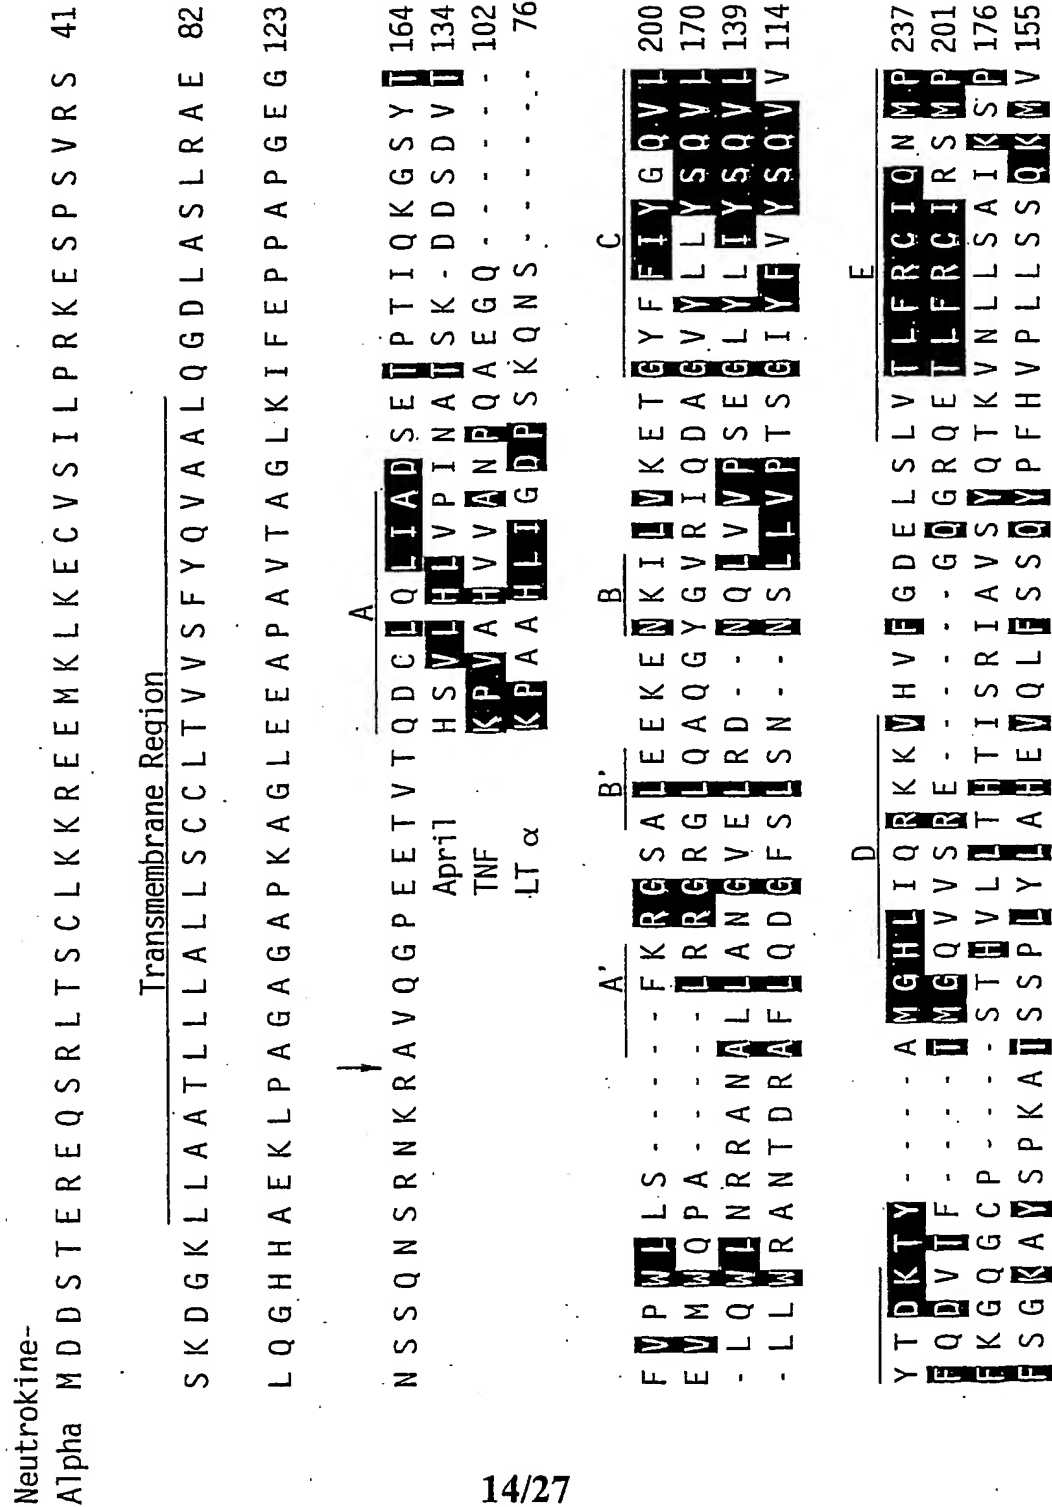 Neutrokine-
Alpha M D D S T E R E Q S R L T S C L K K R E E M K L K E C V S I L P R K E S P S V R S 41
Transmembrane Region
S K D G K L L A A T L L L A L L S C C L T V V S F Y Q V A A L Q G D L A S L R A E 82
L Q G H H A E K L P A G A G A P K A G L E E A P A V T A G L K I F E P P A P G E G 123
A
N S S Q N S R N K R A V Q G P E E T V T Q D C L Q L I A D S E T P T I Q K G S Y T 164
April H S V L H L V P I N A T S K - D D S D V T 134
TNF K P V A H V V A N P Q A E G Q - - - - - - 102
LT α K P A A H L I G D P S K Q N S - - - - - - 76
A' B' B C
F V P W L L S - - - - - F K R G S A L E E K E N K I L V K E T G Y F F I Y G Q V L 200
E V M W Q P A - - - - - L R R G R G L Q A Q G Y G V R I Q D A G V Y L L Y S Q V L 170
- L Q W L N R R A N A L L A N G V E L R D - - N Q L V V P S E G L Y L I Y S Q V L 139
- L L W R A N T D R A F L Q D G F S L S N - - N S L L V P T S G I Y F V Y S Q V V 114
D E
Y T D K T Y - - - - A M G H L I Q R K K V H V F G D E L S L V T L F R C I Q N M P 237
F Q D V T F - - - - T M G Q V V S R E - - - - - - G Q G R Q E T L F R C I R S M P 201
F K G Q G C P - - - - S T H V L L T H T I S R I A V S Y Q T K V N L L S A I K S P 176
F S G K A Y S P K A T S S P L Y L A H E V Q L F S S Q Y P F H V P L L S S Q K M V 155
14/27